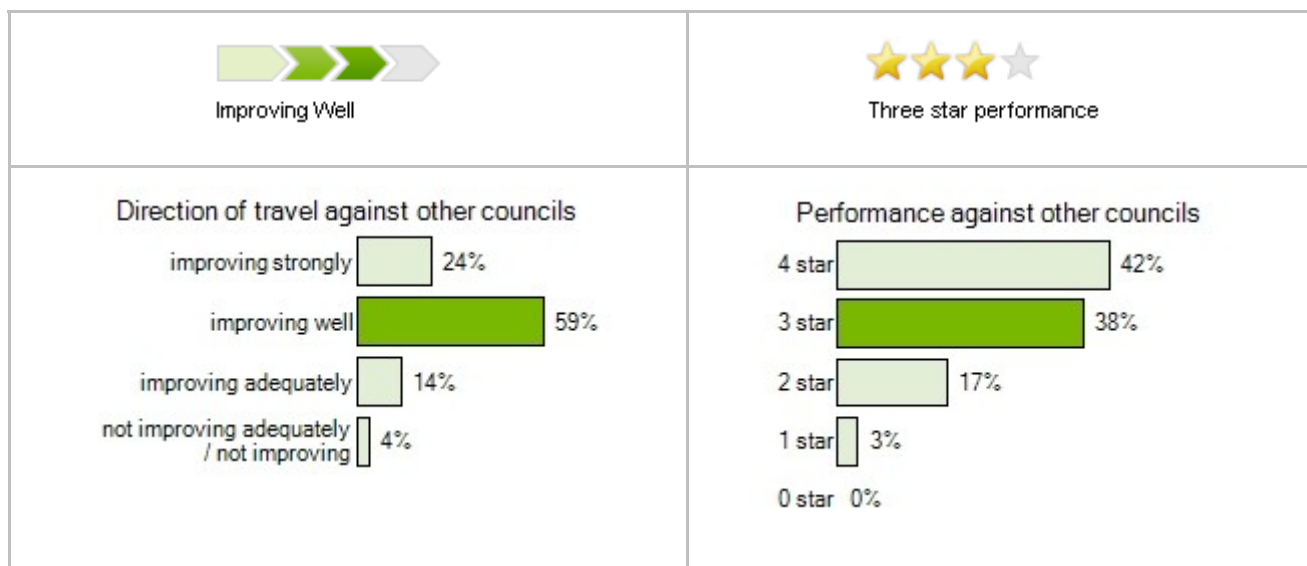 Improving Well
Three star performance
Direction of travel against other councils
improving strongly 24%
improving well 59%
improving adequately 14%
not improving adequately
/ not improving 4%
Performance against other councils
4 star 42%
3 star 38%
2 star 17%
1 star 3%
0 star 0%